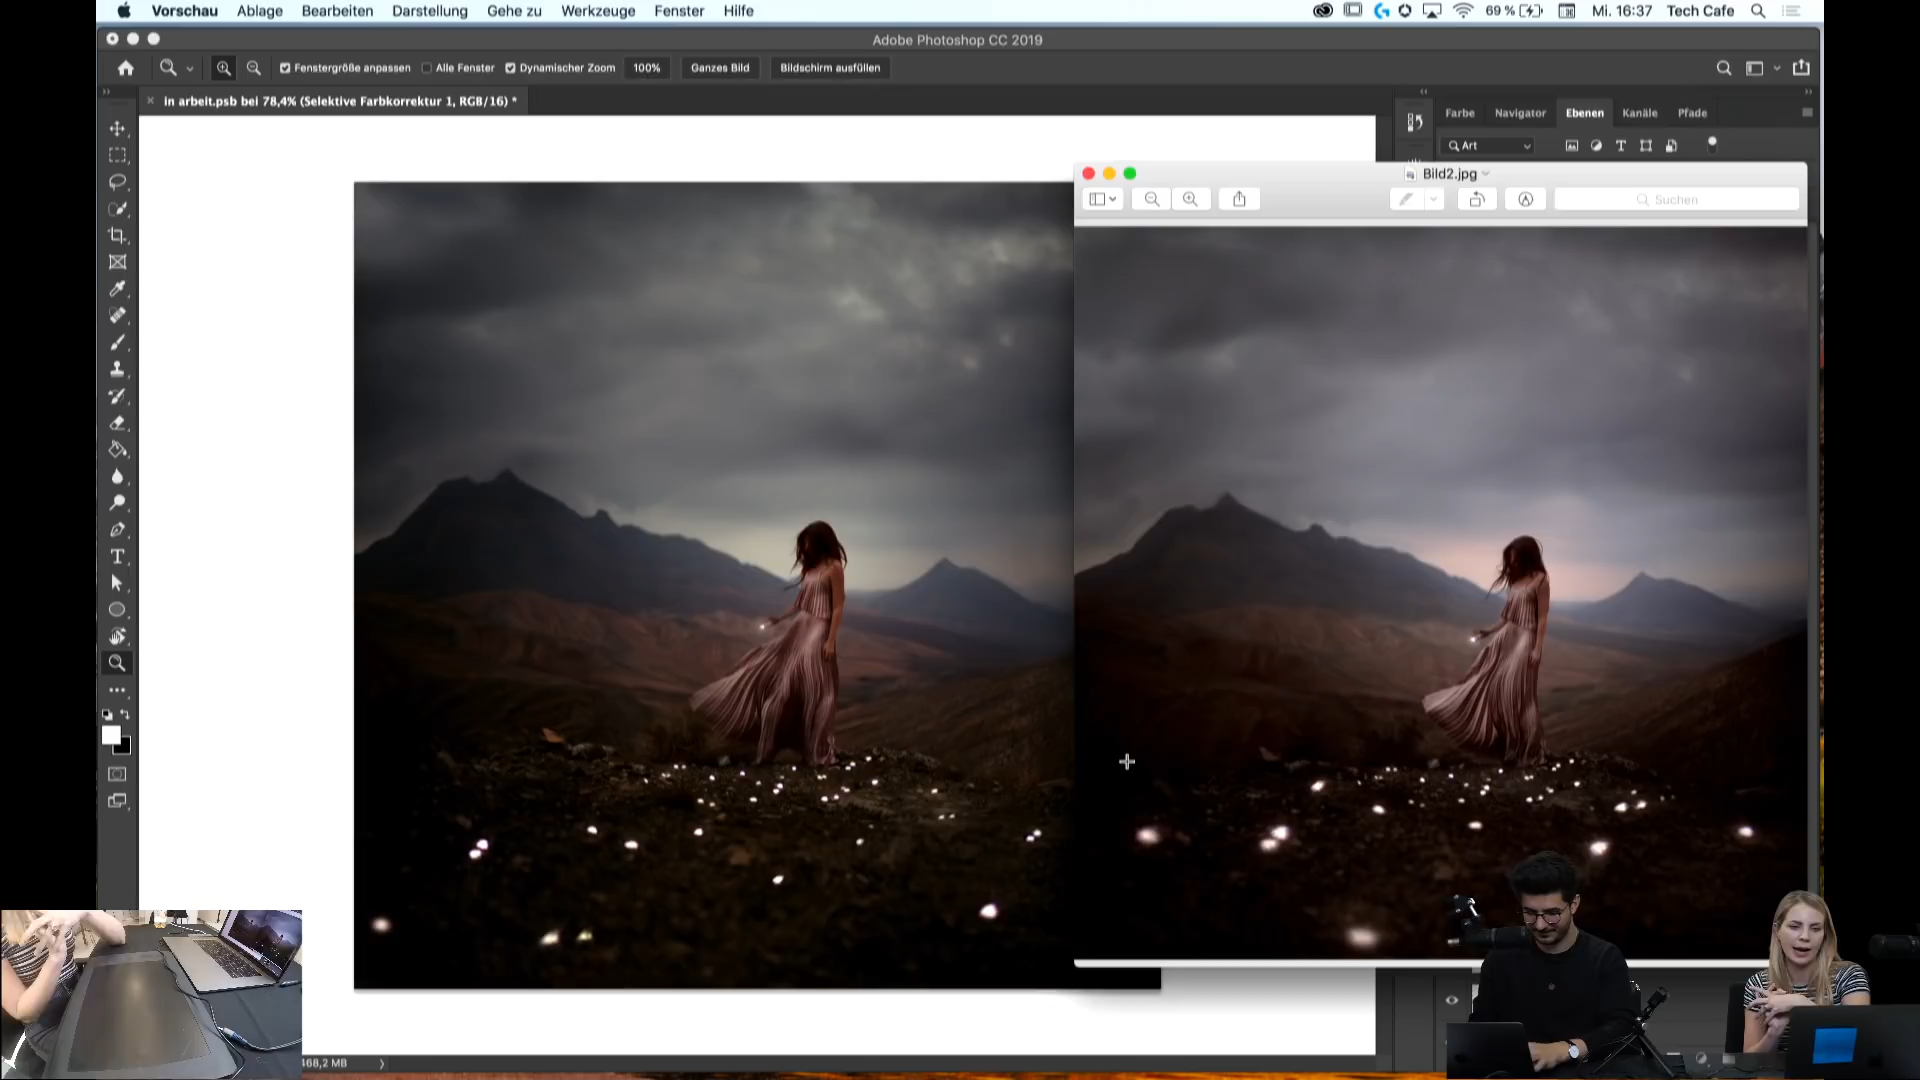 Vorschau Ablage Bearbeiten Darstellung Gehe zu Werkzeuge Fenster Hilfe 69 % Mi. 16:37 Tech Cafe
Adobe Photoshop CC 2019
Fenstergröße anpassen Alle Fenster Dynamischer Zoom 100% Ganzes Bild Bildschirm ausfüllen
in arbeit.psb bei 78,4% (Selektive Farbkorrektur 1, RGB/16) *
Farbe Navigator Ebenen Kanäle Pfade
Art
Bild2.jpg
Suchen
468,2 MB